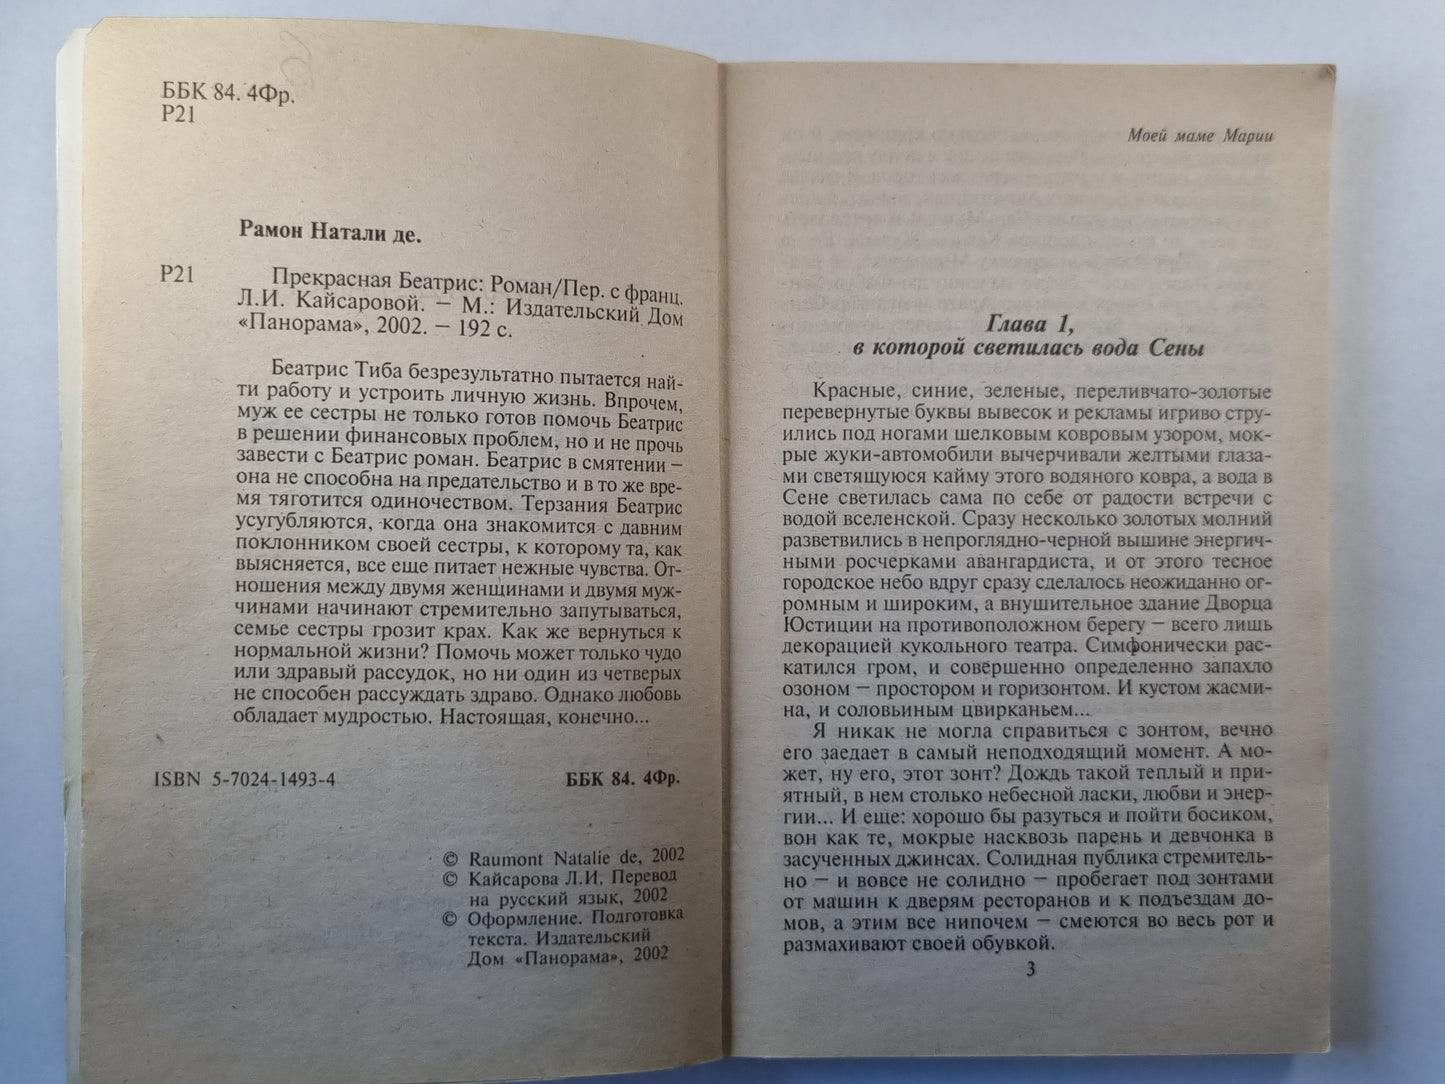 ББК 84. 4Фр.
Р21
Рамон Натали де.
Р21 Прекрасная Беатрис: Роман/Пер. с франц.
Л.И. Кайсаровой. – М.: Издательский Дом
«Панорама», 2002. – 192 с.
Беатрис Тиба безрезультатно пытается най-
ти работу и устроить личную жизнь. Впрочем,
муж ее сестры не только готов помочь Беатрис
в решении финансовых проблем, но и не прочь
завести с Беатрис роман. Беатрис в смятении –
она не способна на предательство и в то же вре-
мя тяготится одиночеством. Терзания Беатрис
усугубляются, когда она знакомится с давним
поклонником своей сестры, к которому та, как
выясняется, все еще питает нежные чувства. От-
ношения между двумя женщинами и двумя муж-
чинами начинают стремительно запутываться,
семье сестры грозит крах. Как же вернуться к
нормальной жизни? Помочь может только чудо
или здравый рассудок, но ни один из четверых
не способен рассуждать здраво. Однако любовь
обладает мудростью. Настоящая, конечно...
ISBN 5-7024-1493-4 ББК 84. 4Фр.
© Raumont Natalie de, 2002
© Кайсарова Л.И. Перевод
на русский язык, 2002
© Оформление. Подготовка
текста. Издательский
Дом «Панорама», 2002
Моей маме Марии
Глава 1,
в которой светилась вода Сены
Красные, синие, зеленые, переливчато-золотые
перевернутые буквы вывесок и рекламы игриво стру-
ились под ногами шелковым ковровым узором, мок-
рые жуки-автомобили вычерчивали желтыми глаза-
ми светящуюся кайму этого водяного ковра, а вода в
Сене светилась сама по себе от радости встречи с
водой вселенской. Сразу несколько золотых молний
разветвились в непроглядно-черной вышине энергич-
ными росчерками авангардиста, и от этого тесное
городское небо вдруг сразу сделалось неожиданно ог-
ромным и широким, а внушительное здание Дворца
Юстиции на противоположном берегу – всего лишь
декорацией кукольного театра. Симфонически рас-
катился гром, и совершенно определенно запахло
озоном – простором и горизонтом. И кустом жасми-
на, и соловьиным цвирканьем...
Я никак не могла справиться с зонтом, вечно
его заедает в самый неподходящий момент. А мо-
жет, ну его, этот зонт? Дождь такой теплый и при-
ятный, в нем столько небесной ласки, любви и энер-
гии... И еще: хорошо бы разуться и пойти босиком,
вон как те, мокрые насквозь парень и девчонка в
засученных джинсах. Солидная публика стремитель-
но – и вовсе не солидно – пробегает под зонтами
от машин к дверям ресторанов и к подъездам до-
мов, а этим все нипочем – смеются во весь рот и
размахивают своей обувкой.
3